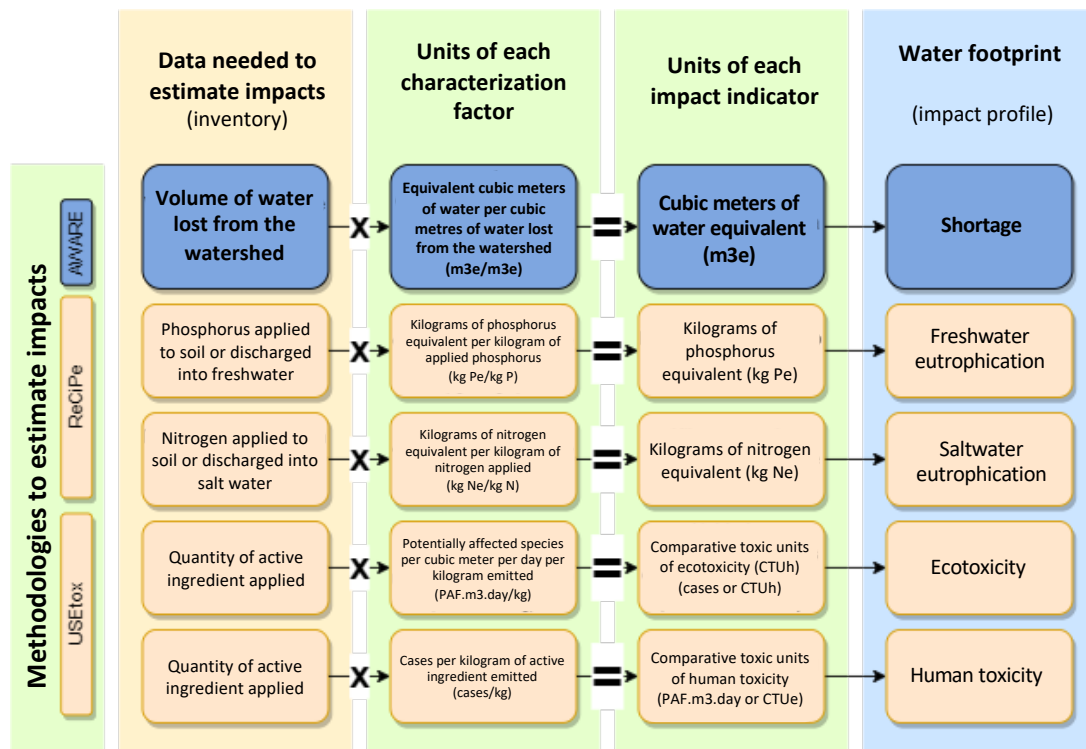 Data needed to
estimate impacts
(inventory)
Units of each
characterization
factor
Units of each
impact indicator
Water footprint
(impact profile)
Methodologies to estimate impacts
AWARE
Volume of water
lost from the
watershed
X
Equivalent cubic meters
of water per cubic
metres of water lost
from the watershed
(m3e/m3e)
=
Cubic meters of
water equivalent
(m3e)
Shortage
ReCiPe
Phosphorus applied
to soil or discharged
into freshwater
X
Kilograms of phosphorus
equivalent per kilogram of
applied phosphorus
(kg Pe/kg P)
=
Kilograms of
phosphorus
equivalent (kg Pe)
Freshwater
eutrophication
Nitrogen applied to
soil or discharged into
salt water
X
Kilograms of nitrogen
equivalent per kilogram of
nitrogen applied
(kg Ne/kg N)
=
Kilograms of nitrogen
equivalent (kg Ne)
Saltwater
eutrophication
USEtox
Quantity of active
ingredient applied
X
Potentially affected species
per cubic meter per day per
kilogram emitted
(PAF.m3.day/kg)
=
Comparative toxic units
of ecotoxicity (CTUh)
(cases or CTUh)
Ecotoxicity
Quantity of active
ingredient applied
X
Cases per kilogram of active
ingredient emitted
(cases/kg)
=
Comparative toxic units
of human toxicity
(PAF.m3.day or CTUe)
Human toxicity